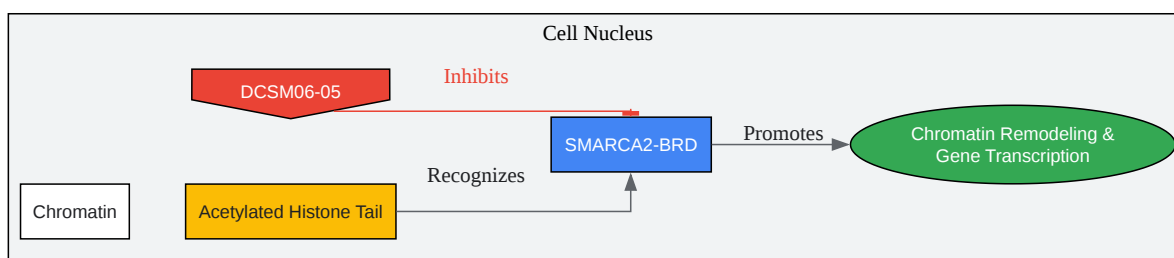 Cell Nucleus
DCSM06-05
Inhibits
SMARCA2-BRD
Promotes
Chromatin Remodeling &
Gene Transcription
Recognizes
Chromatin
Acetylated Histone Tail